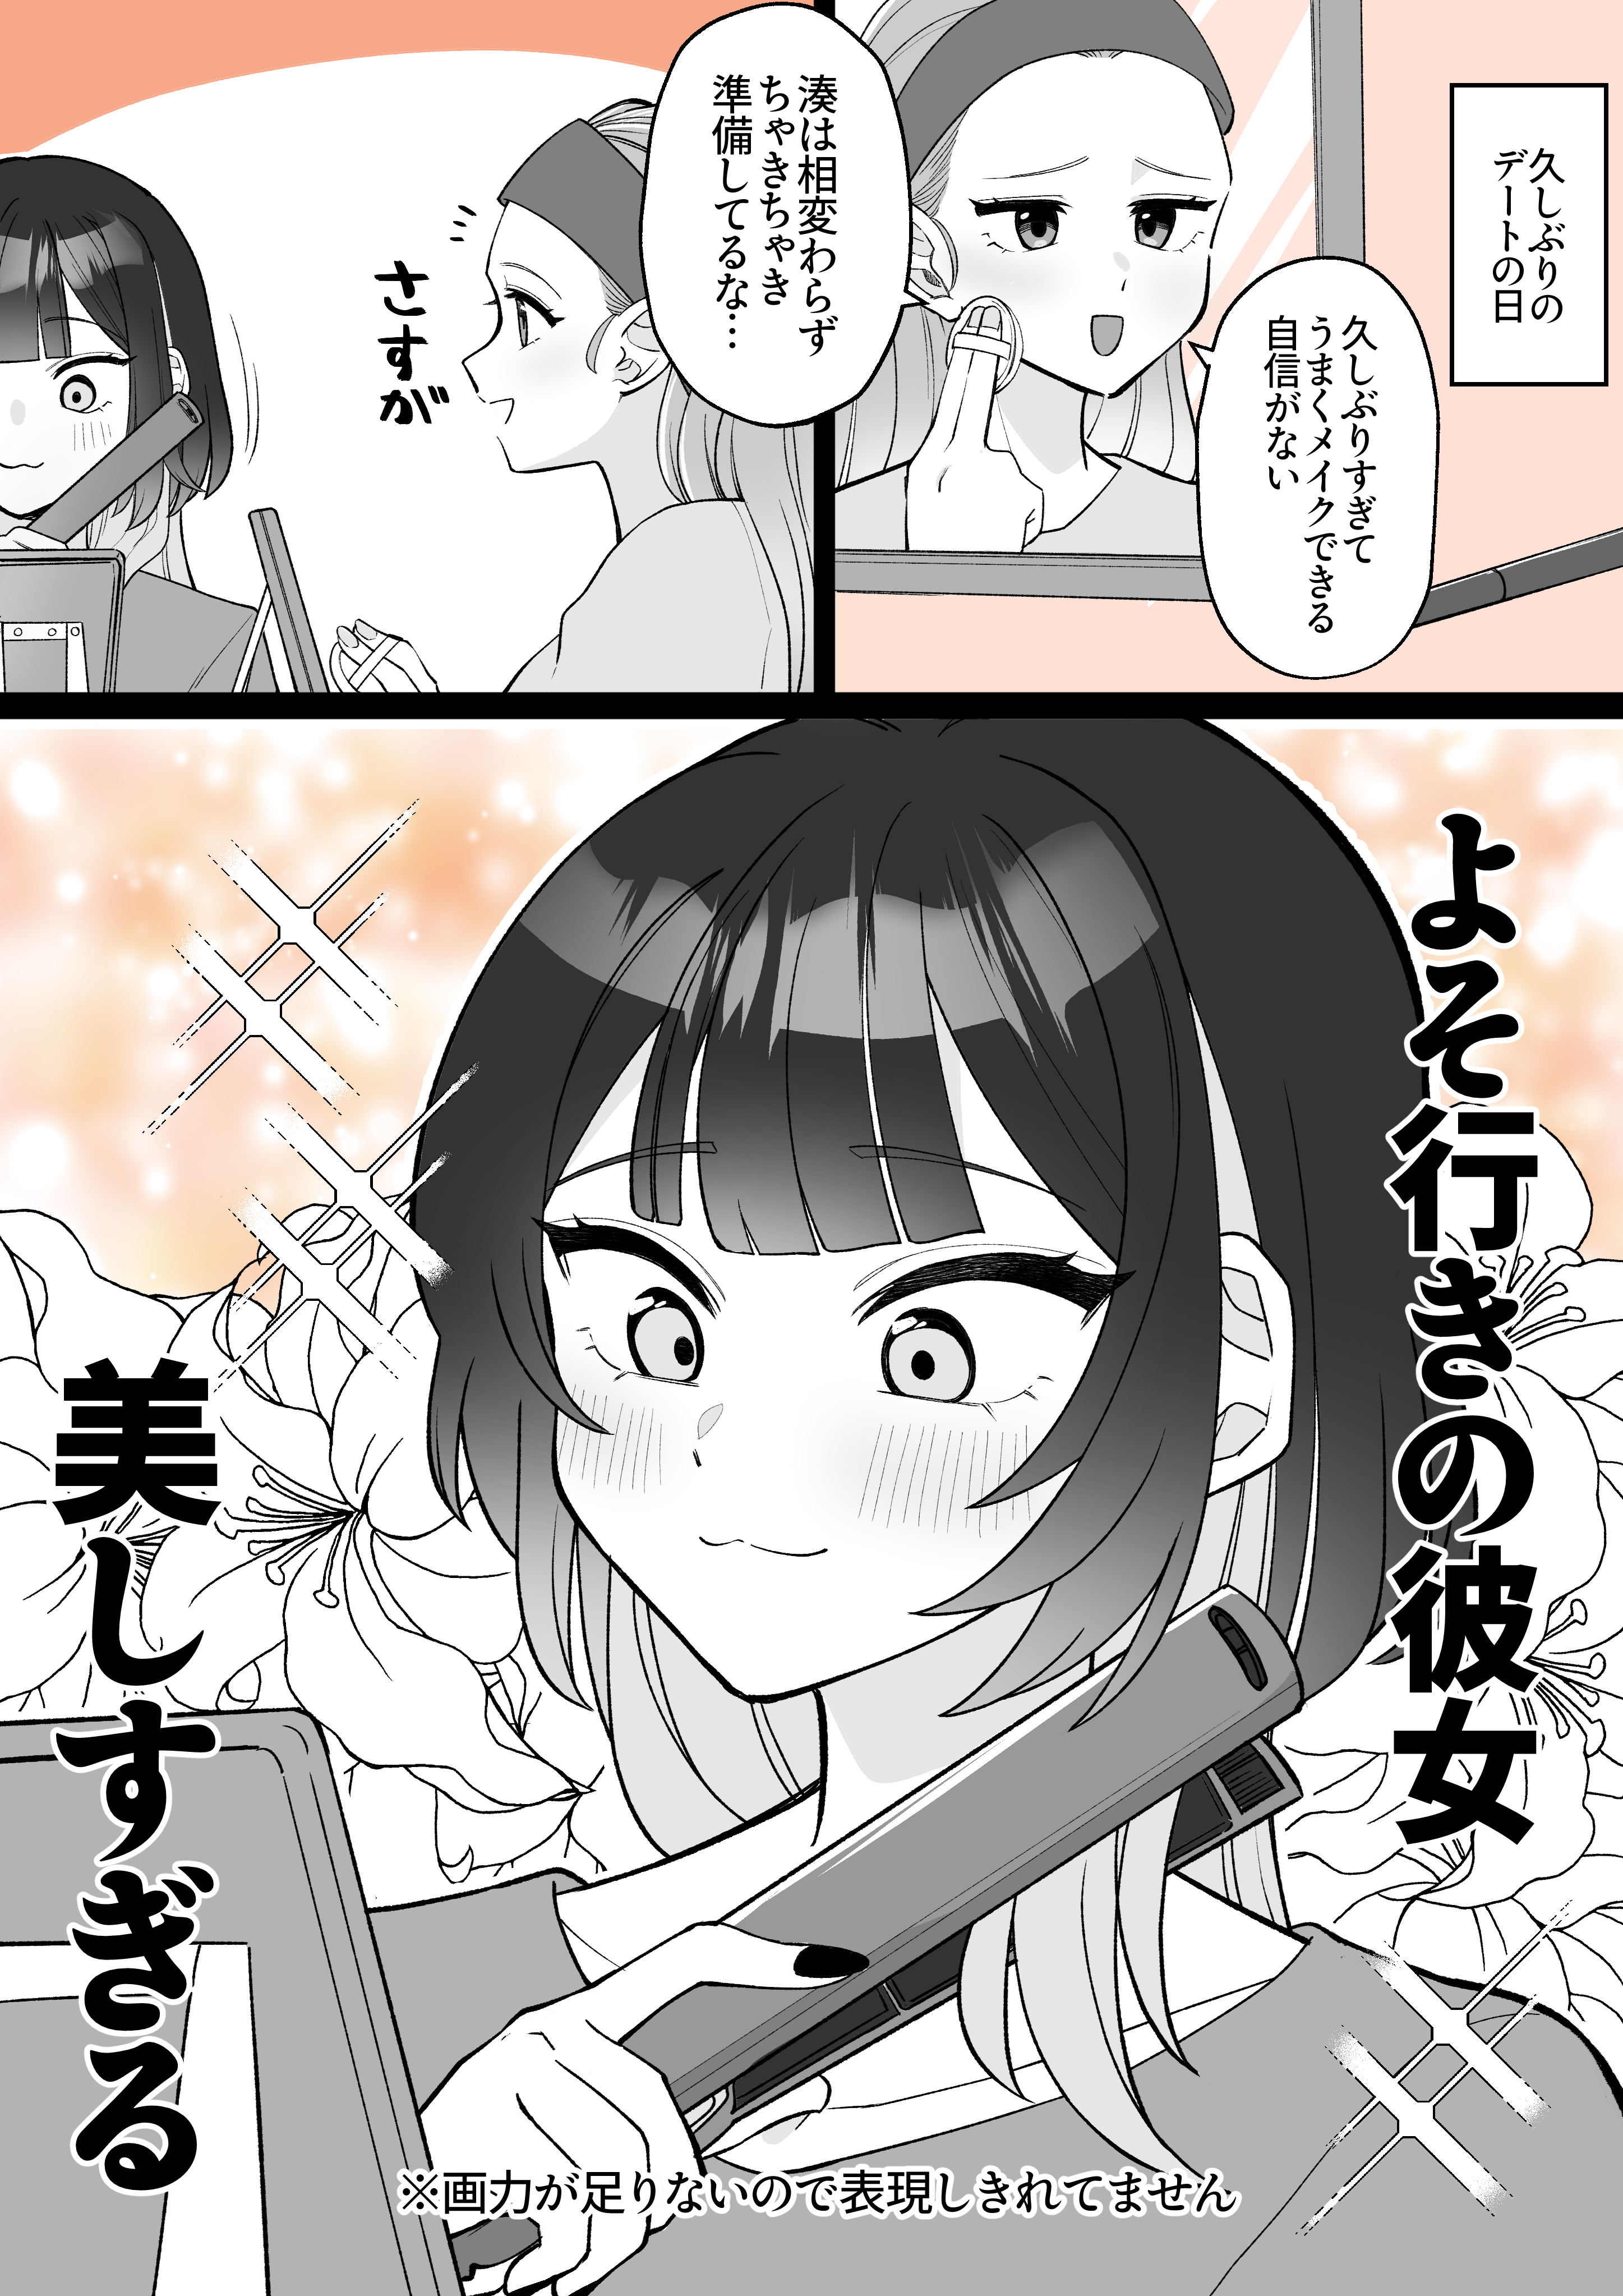 久しぶりの
デートの日
久しぶりすぎて
うまくメイクできる
自信がない
湊は相変わらず
ちゃきちゃき
準備してるな…
さすが
よそ行きの彼女
美しすぎる
※画力が足りないので表現しきれてません